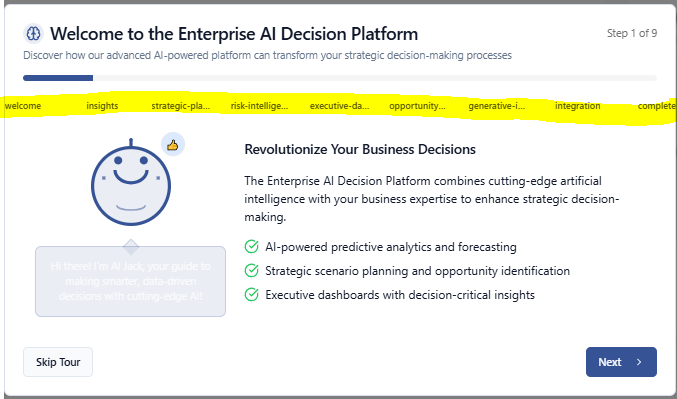 Welcome to the Enterprise AI Decision Platform
Step 1 of 9
Discover how our advanced AI-powered platform can transform your strategic decision-making processes
welcome insights strategic-pla... risk-intellige... executive-da... opportunity... generative-i... integration complete
Revolutionize Your Business Decisions
The Enterprise AI Decision Platform combines cutting-edge artificial
intelligence with your business expertise to enhance strategic decision-
making.
AI-powered predictive analytics and forecasting
Strategic scenario planning and opportunity identification
Executive dashboards with decision-critical insights
Hi there! I'm AI Jack, your guide to
making smarter, data-driven
decisions with cutting-edge AI!
Skip Tour
Next